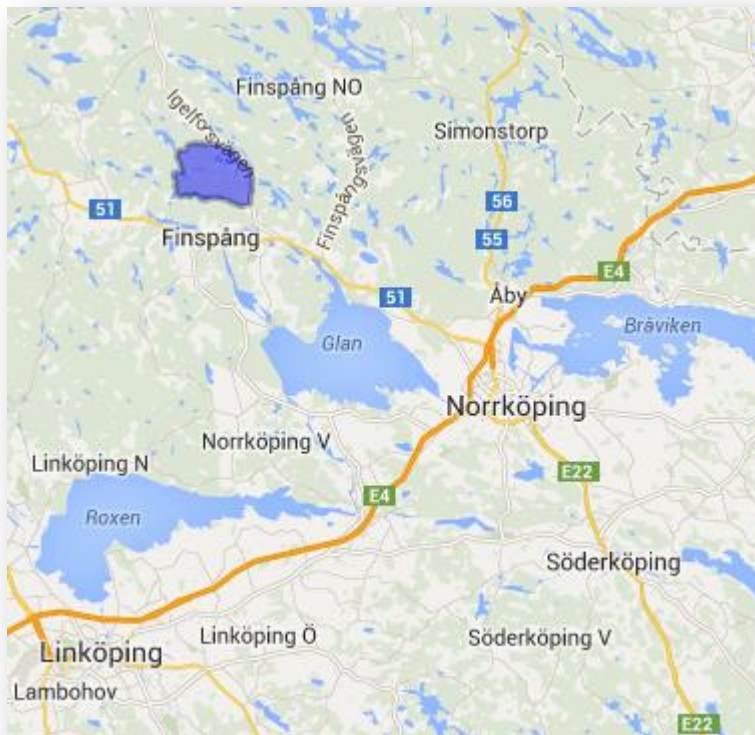 Finspång NO
Igelforsvägen
Finspångsvägen
Simonstorp
51
56
Finspång
55
E4
51
Åby
Bråviken
Glan
Norrköping
Norrköping V
Linköping N
E22
E4
Roxen
Söderköping
Linköping Ö
Söderköping V
Linköping
Lambohov
E22